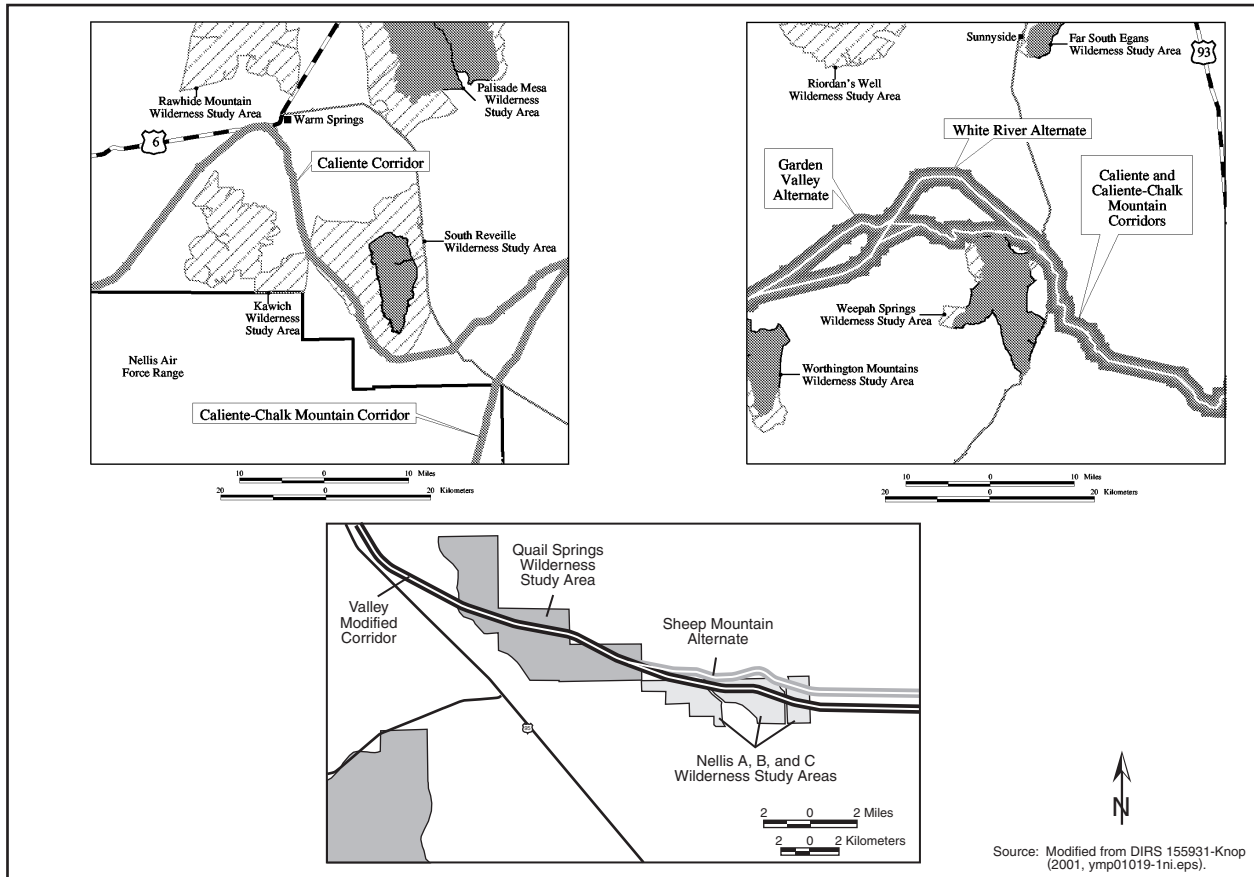 Rawhide Mountain
Wilderness Study Area
6
Warm Springs
Palisade Mesa
Wilderness
Study Area
Caliente Corridor
South Reveille
Wilderness Study Area
Kawich
Wilderness
Study Area
Nellis Air
Force Range
Caliente-Chalk Mountain Corridor
10 0 10 Miles
20 0 20 Kilometers
Sunnyside
Far South Egans
Wilderness Study Area
93
Riordan's Well
Wilderness Study Area
White River Alternate
Garden
Valley
Alternate
Caliente and
Caliente-Chalk
Mountain
Corridors
Weepah Springs
Wilderness Study Area
Worthington Mountains
Wilderness Study Area
10 0 10 Miles
20 0 20 Kilometers
Quail Springs
Wilderness
Study Area
Valley
Modified
Corridor
Sheep Mountain
Alternate
95
Nellis A, B, and C
Wilderness Study Areas
2 0 2 Miles
2 0 2 Kilometers
N
Source: Modified from DIRS 155931-Knop
(2001, ymp01019-1ni.eps).